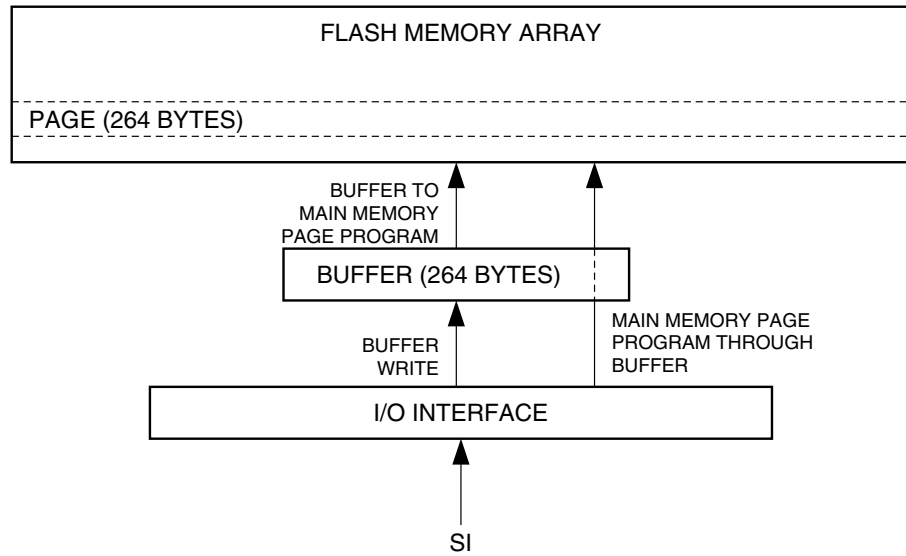 FLASH MEMORY ARRAY
PAGE (264 BYTES)
BUFFER TO
MAIN MEMORY
PAGE PROGRAM
BUFFER (264 BYTES)
BUFFER
WRITE
MAIN MEMORY PAGE
PROGRAM THROUGH
BUFFER
I/O INTERFACE
SI